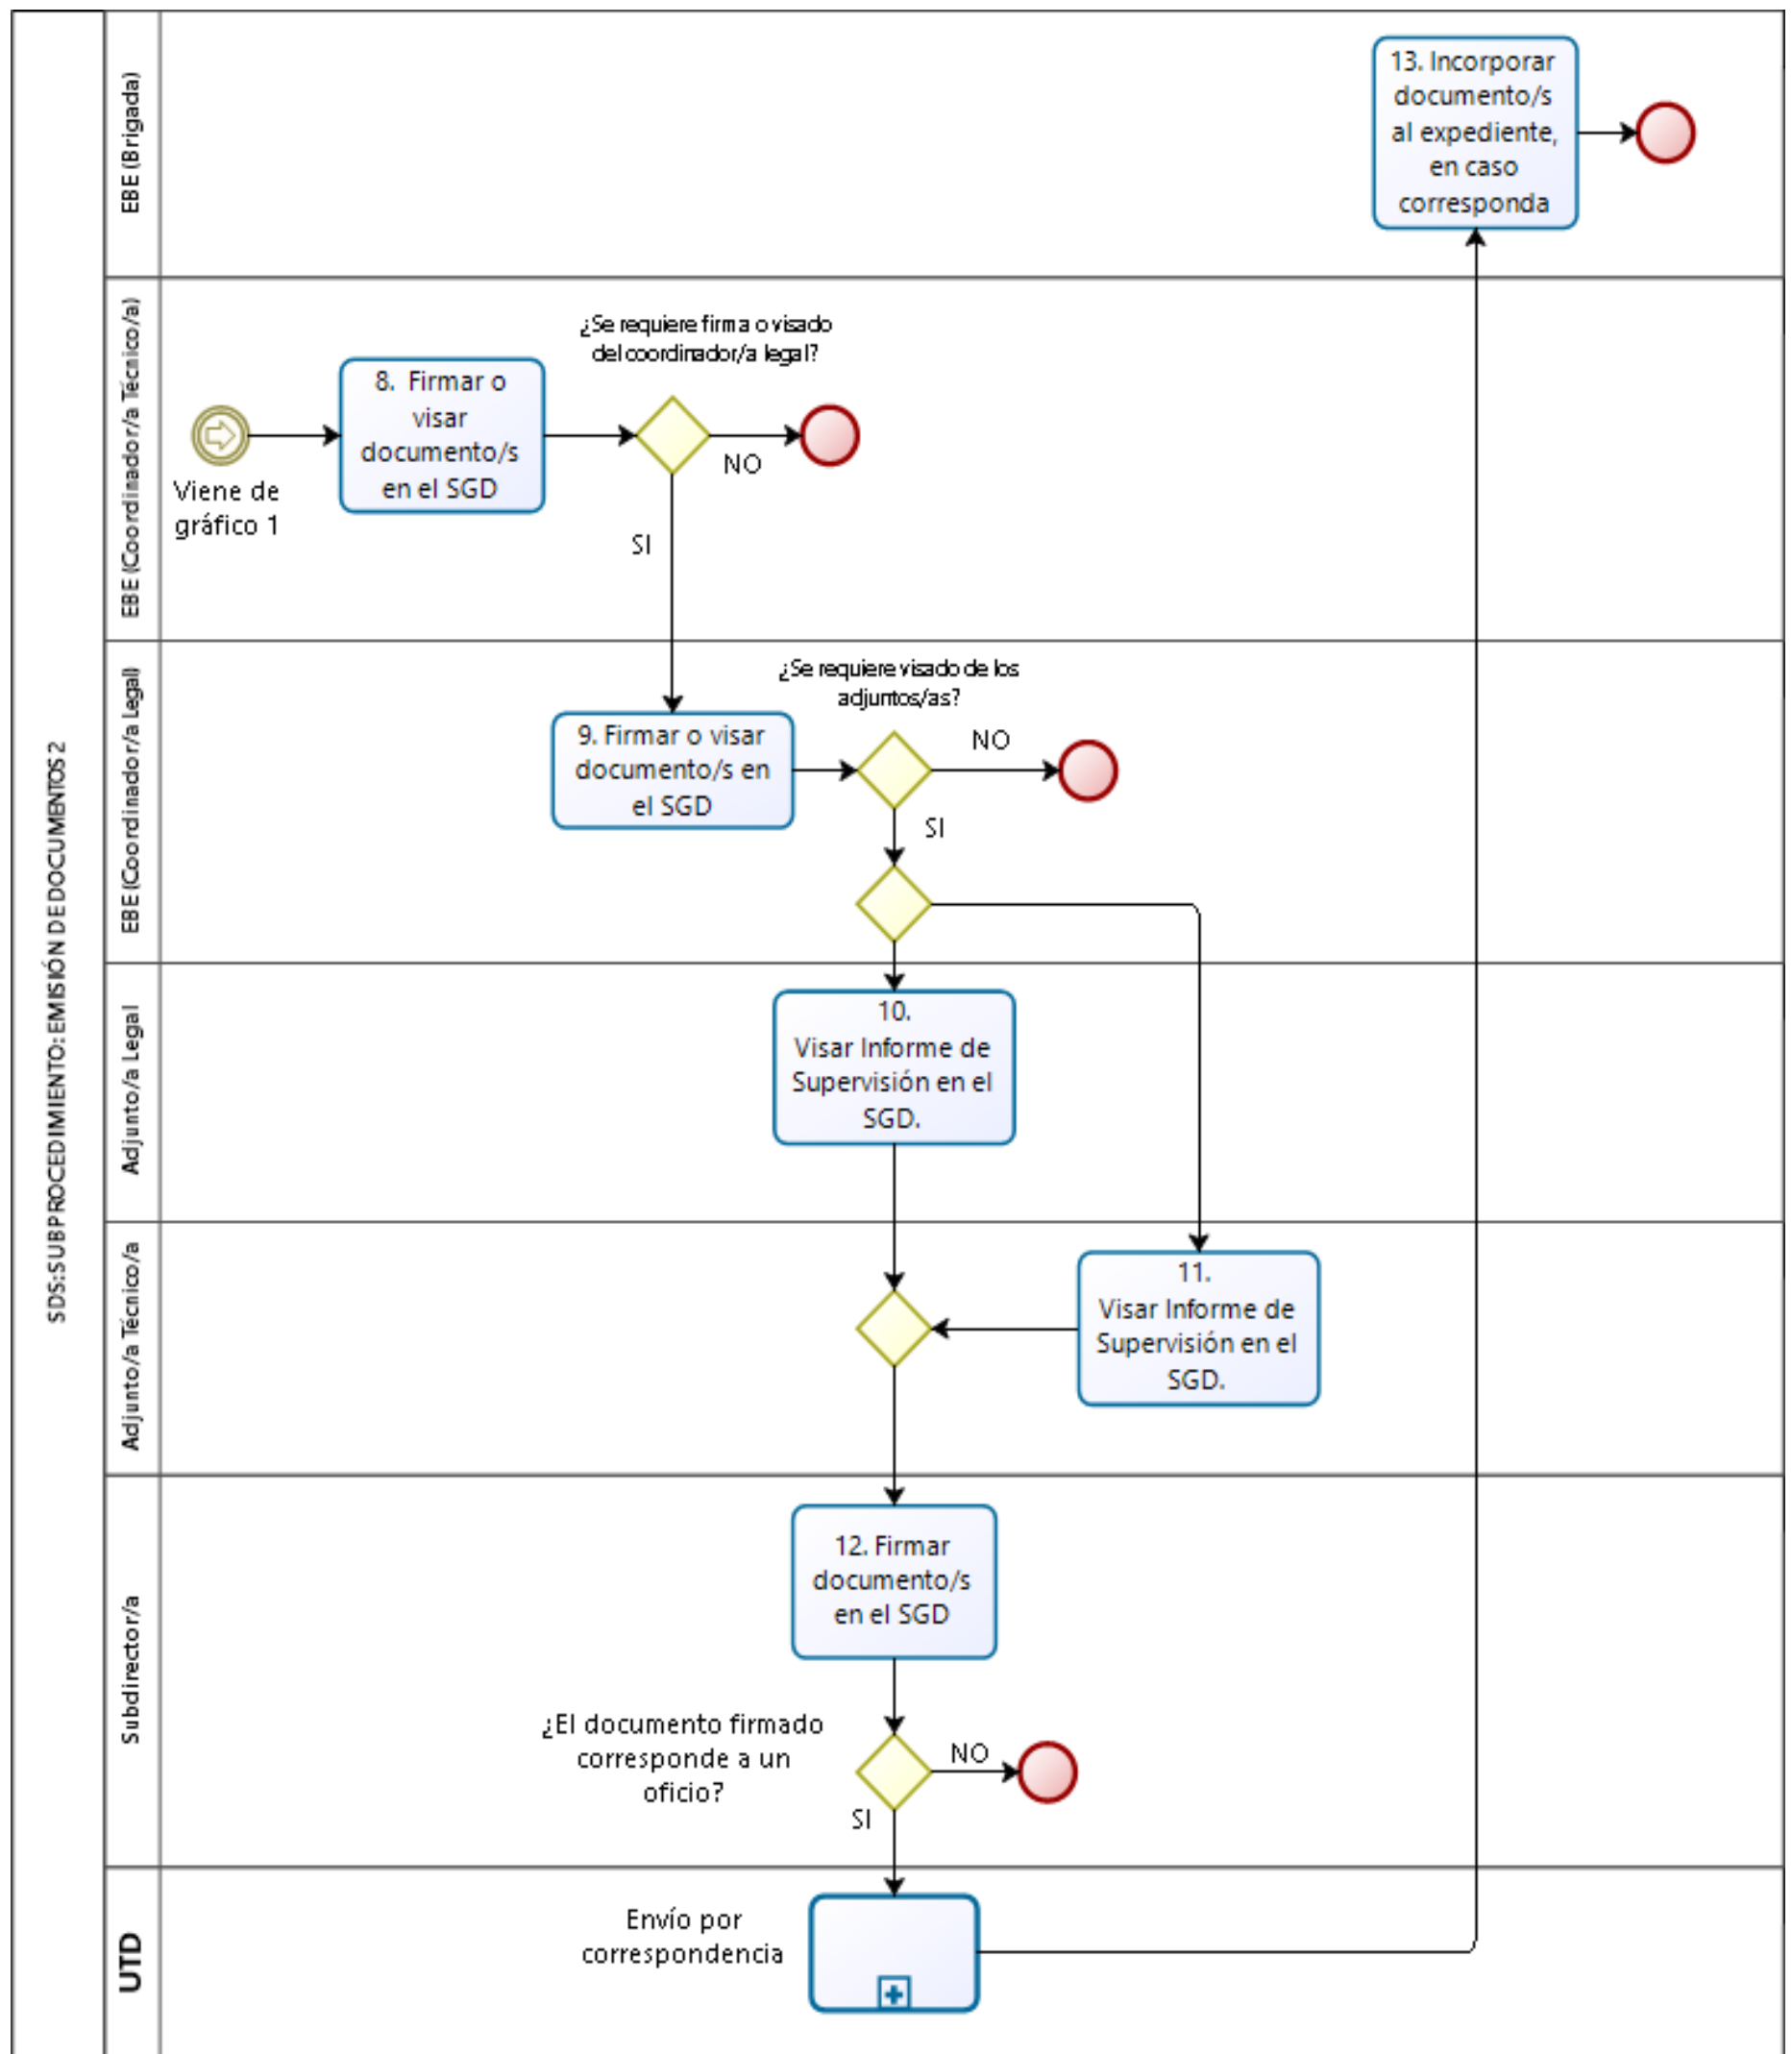 SDS: SUBPROCEDIMIENTO: EMISIÓN DE DOCUMENTOS 2
EBE (Brigada)
13. Incorporar
documento/s
al expediente,
en caso
corresponda
EBE (Coordinador/a Técnico/a)
¿Se requiere firma o visado
del coordinador/a legal?
8. Firmar o
visar
documento/s
en el SGD
NO
Viene de
gráfico 1
SI
EBE (Coordinador/a Legal)
¿Se requiere visado de los
adjuntos/as?
9. Firmar o visar
documento/s en
el SGD
NO
SI
Adjunto/a Legal
10.
Visar Informe de
Supervisión en el
SGD.
Adjunto/a Técnico/a
11.
Visar Informe de
Supervisión en el
SGD.
Subdirector/a
12. Firmar
documento/s
en el SGD
¿El documento firmado
corresponde a un
oficio?
NO
SI
UTD
Envío por
correspondencia